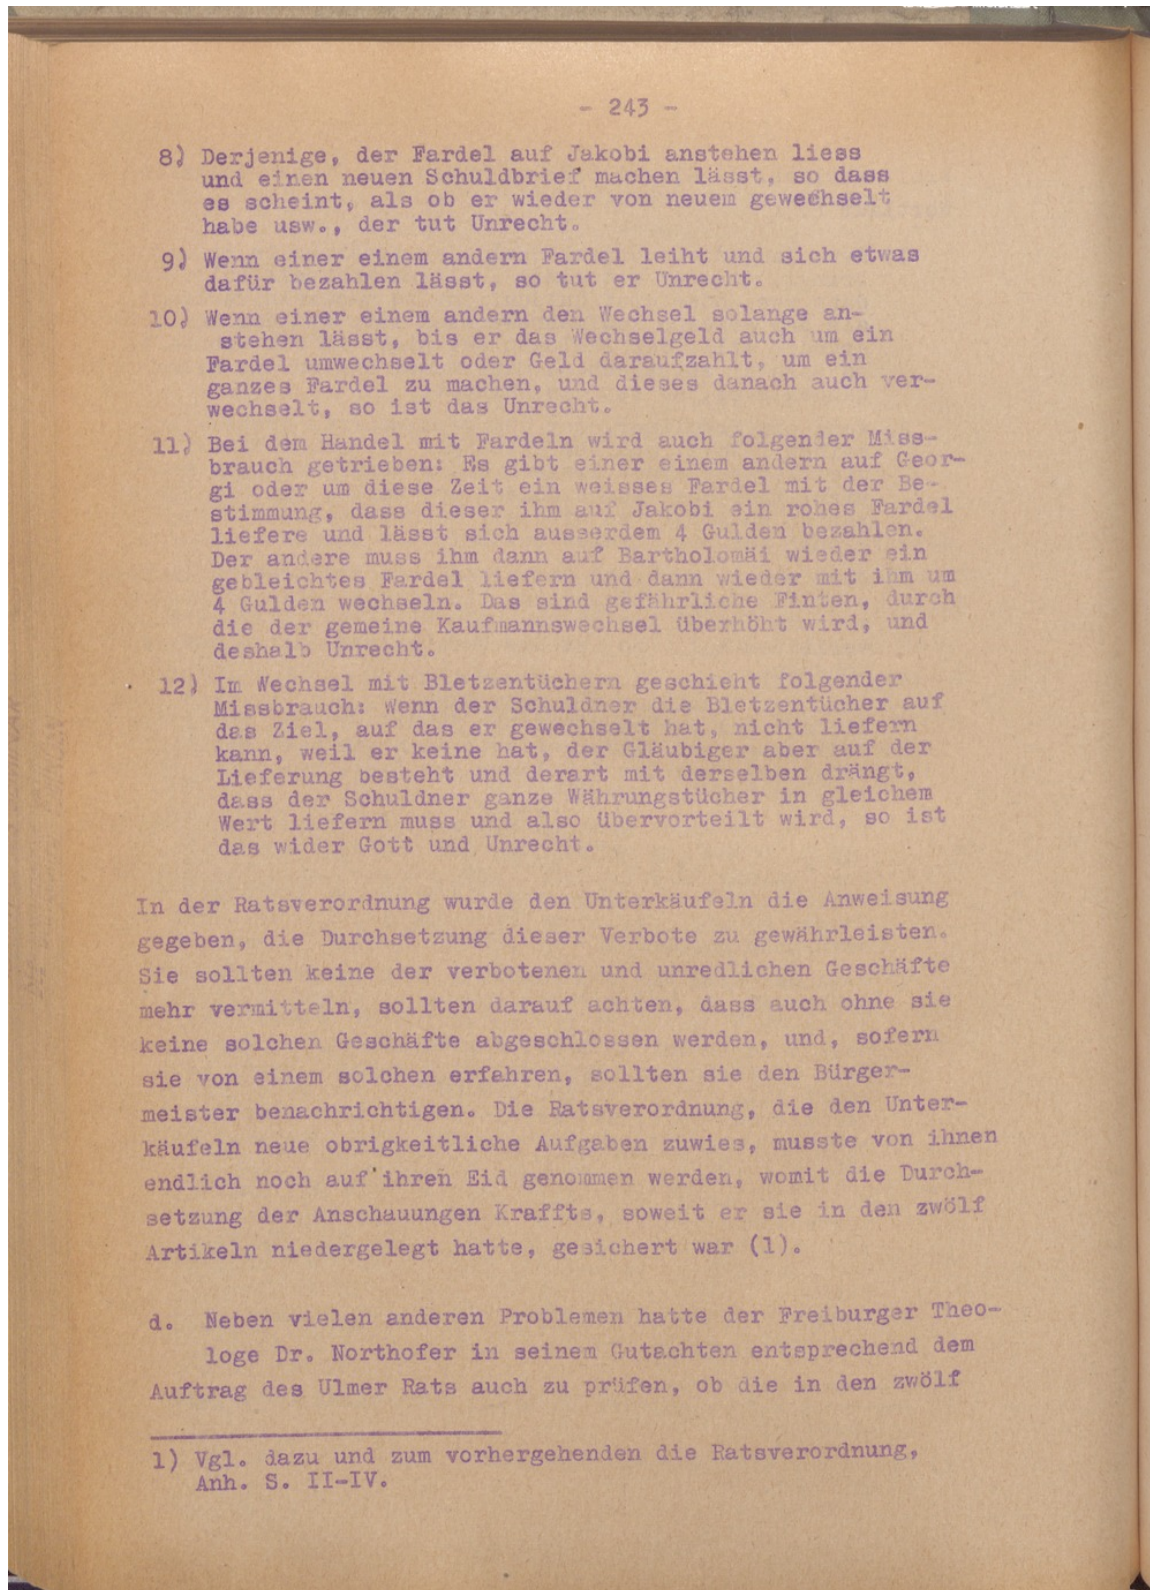 - 243 -
8) Derjenige, der Fardel auf Jakobi anstehen liess
und einen neuen Schuldbrief machen lässt, so dass
es scheint, als ob er wieder von neuem gewechselt
habe usw., der tut Unrecht.
9) Wenn einer einem andern Fardel leiht und sich etwas
dafür bezahlen lässt, so tut er Unrecht.
10) Wenn einer einem andern den Wechsel solange an-
stehen lässt, bis er das Wechselgeld auch um ein
Fardel umwechselt oder Geld daraufzahlt, um ein
ganzes Fardel zu machen, und dieses danach auch ver-
wechselt, so ist das Unrecht.
11) Bei dem Handel mit Fardeln wird auch folgender Miss-
brauch getrieben: Es gibt einer einem andern auf Geor-
gi oder um diese Zeit ein weisses Fardel mit der Be-
stimmung, dass dieser ihm auf Jakobi ein rohes Fardel
liefere und lässt sich ausserdem 4 Gulden bezahlen.
Der andere muss ihm dann auf Bartholomäi wieder ein
gebleichtes Fardel liefern und dann wieder mit ihm um
4 Gulden wechseln. Das sind gefährliche Finten, durch
die der gemeine Kaufmannswechsel überhöht wird, und
deshalb Unrecht.
12) Im Wechsel mit Bletzentüchern geschieht folgender
Missbrauch: Wenn der Schuldner die Bletzentücher auf
das Ziel, auf das er gewechselt hat, nicht liefern
kann, weil er keine hat, der Gläubiger aber auf der
Lieferung besteht und derart mit derselben drängt,
dass der Schuldner ganze Währungstücher in gleichem
Wert liefern muss und also übervorteilt wird, so ist
das wider Gott und Unrecht.
In der Ratsverordnung wurde den Unterkäufeln die Anweisung
gegeben, die Durchsetzung dieser Verbote zu gewährleisten.
Sie sollten keine der verbotenen und unredlichen Geschäfte
mehr vermitteln, sollten darauf achten, dass auch ohne sie
keine solchen Geschäfte abgeschlossen werden, und, sofern
sie von einem solchen erfahren, sollten sie den Bürger-
meister benachrichtigen. Die Ratsverordnung, die den Unter-
käufeln neue obrigkeitliche Aufgaben zuwies, musste von ihnen
endlich noch auf ihren Eid genommen werden, womit die Durch-
setzung der Anschauungen Kraffts, soweit er sie in den zwölf
Artikeln niedergelegt hatte, gesichert war (1).
d. Neben vielen anderen Problemen hatte der Freiburger Theo-
loge Dr. Northofer in seinem Gutachten entsprechend dem
Auftrag des Ulmer Rats auch zu prüfen, ob die in den zwölf
1) Vgl. dazu und zum vorhergehenden die Ratsverordnung,
Anh. S. II-IV.